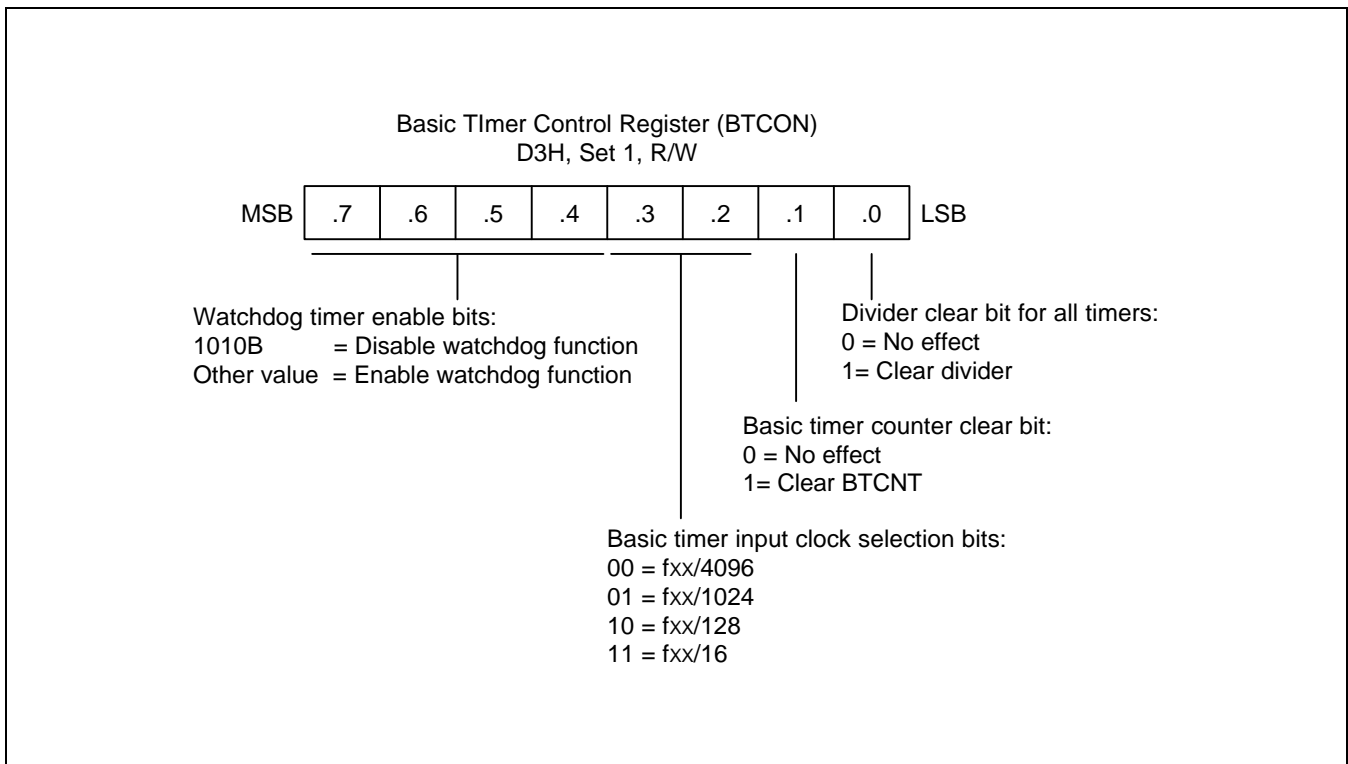 Basic TImer Control Register (BTCON)
D3H, Set 1, R/W
MSB .7 .6 .5 .4 .3 .2 .1 .0 LSB
Watchdog timer enable bits:
1010B = Disable watchdog function
Other value = Enable watchdog function
Divider clear bit for all timers:
0 = No effect
1= Clear divider
Basic timer counter clear bit:
0 = No effect
1= Clear BTCNT
Basic timer input clock selection bits:
00 = fxx/4096
01 = fxx/1024
10 = fxx/128
11 = fxx/16